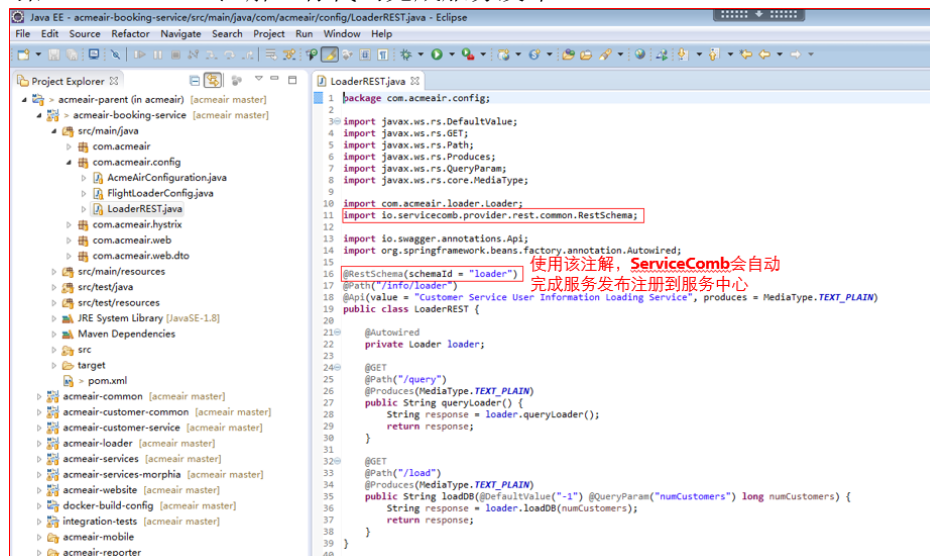 Java EE - acmeair-booking-service/src/main/java/com/acmeair/config/LoaderREST.java - Eclipse
File Edit Source Refactor Navigate Search Project Run Window Help
Project Explorer
> acmeair-parent (in acmeair) [acmeair master]
> acmeair-booking-service [acmeair master]
src/main/java
com.acmeair
com.acmeair.config
AcmeAirConfiguration.java
FlightLoaderConfig.java
LoaderREST.java
com.acmeair.hystrix
com.acmeair.web
com.acmeair.web.dto
src/main/resources
src/test/java
src/test/resources
JRE System Library [JavaSE-1.8]
Maven Dependencies
src
target
> pom.xml
acmeair-common [acmeair master]
acmeair-customer-common [acmeair master]
acmeair-customer-service [acmeair master]
acmeair-loader [acmeair master]
acmeair-services [acmeair master]
acmeair-services-morphia [acmeair master]
acmeair-website [acmeair master]
docker-build-config [acmeair master]
integration-tests [acmeair master]
acmeair-mobile
acmeair-reporter
LoaderREST.java
1 package com.acmeair.config;
2
3 import javax.ws.rs.DefaultValue;
4 import javax.ws.rs.GET;
5 import javax.ws.rs.Path;
6 import javax.ws.rs.Produces;
7 import javax.ws.rs.QueryParam;
8 import javax.ws.rs.core.MediaType;
9
10 import com.acmeair.loader.Loader;
11 import io.servicecomb.provider.rest.common.RestSchema;
12
13 import io.swagger.annotations.Api;
14 import org.springframework.beans.factory.annotation.Autowired;
15
16 @RestSchema(schemaId = "loader")
使用该注解，ServiceComb会自动
完成服务发布注册到服务中心
17 @Path("/info/loader")
18 @Api(value = "Customer Service User Information Loading Service", produces = MediaType.TEXT_PLAIN)
19 public class LoaderREST {
20
21 @Autowired
22 private Loader loader;
23
24 @GET
25 @Path("/query")
26 @Produces(MediaType.TEXT_PLAIN)
27 public String queryLoader() {
28 String response = loader.queryLoader();
29 return response;
30 }
31
32 @GET
33 @Path("/load")
34 @Produces(MediaType.TEXT_PLAIN)
35 public String loadDB(@DefaultValue("-1") @QueryParam("numCustomers") long numCustomers) {
36 String response = loader.loadDB(numCustomers);
37 return response;
38 }
39 }
40